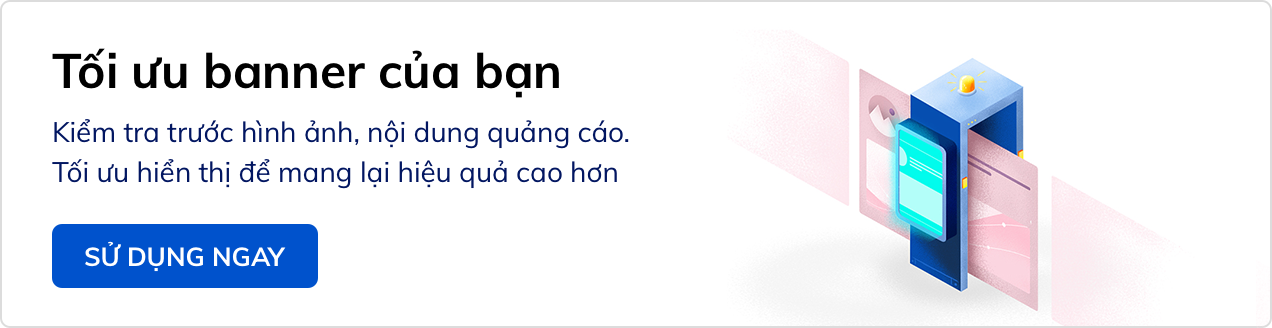 Tối ưu banner của bạn
Kiểm tra trước hình ảnh, nội dung quảng cáo.
Tối ưu hiển thị để mang lại hiệu quả cao hơn
SỬ DỤNG NGAY